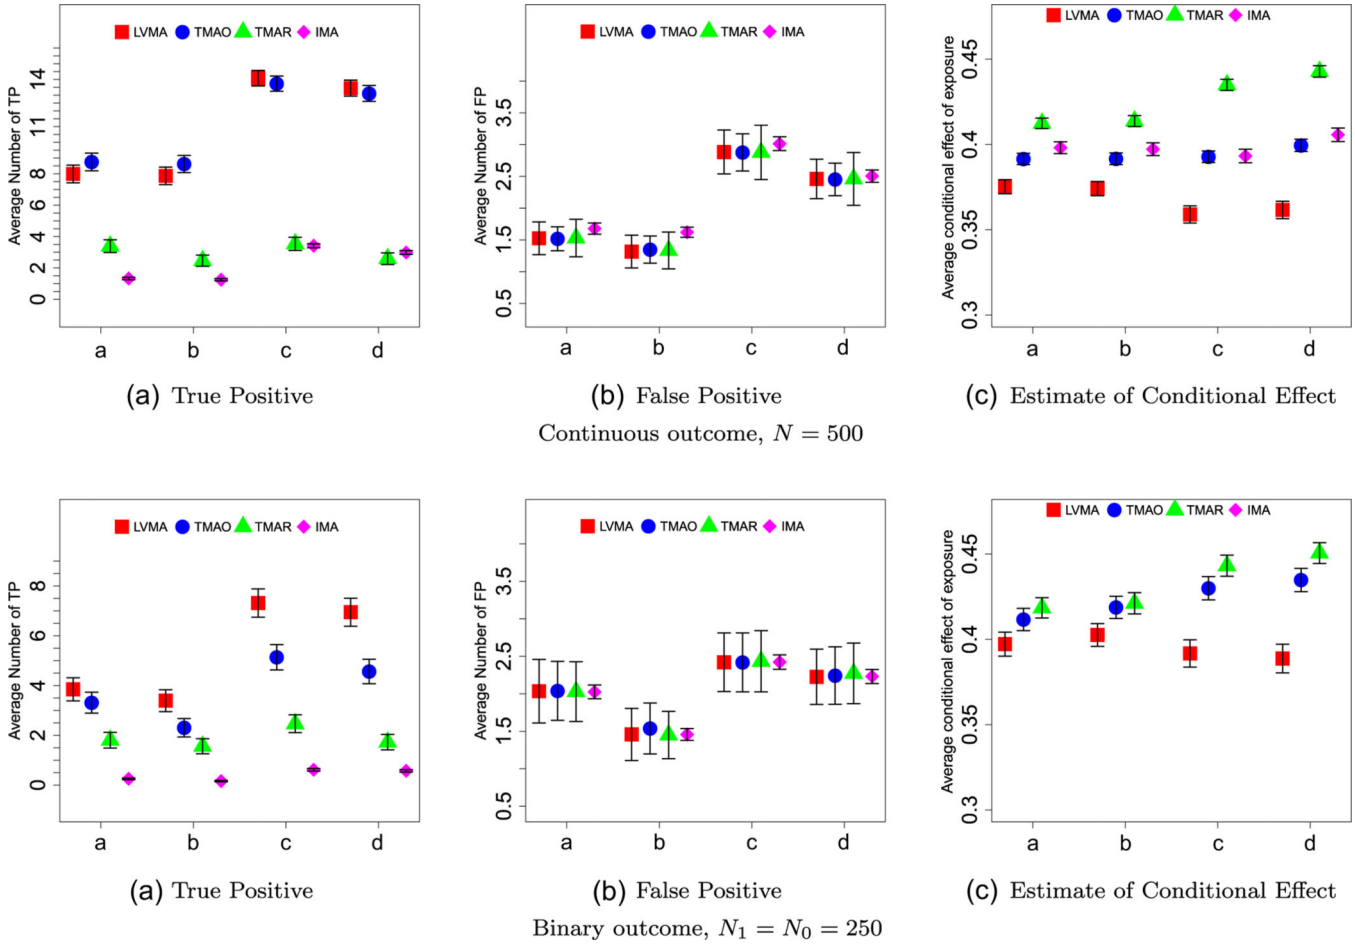 LVMA TMAO TMAR IMA
Average Number of TP
0 2 4 6 8 11 14
a b c d
(a) True Positive
LVMA TMAO TMAR IMA
Average Number of FP
0.5 1.5 2.5 3.5
a b c d
(b) False Positive
LVMA TMAO TMAR IMA
Average conditional effect of exposure
0.3 0.35 0.4 0.45
a b c d
(c) Estimate of Conditional Effect
Continuous outcome, N = 500
LVMA TMAO TMAR IMA
Average Number of TP
0 2 4 6 8
a b c d
(a) True Positive
LVMA TMAO TMAR IMA
Average Number of FP
0.5 1.5 2.5 3.5
a b c d
(b) False Positive
LVMA TMAO TMAR IMA
Average conditional effect of exposure
0.3 0.35 0.4 0.45
a b c d
(c) Estimate of Conditional Effect
Binary outcome, N₁ = N₀ = 250